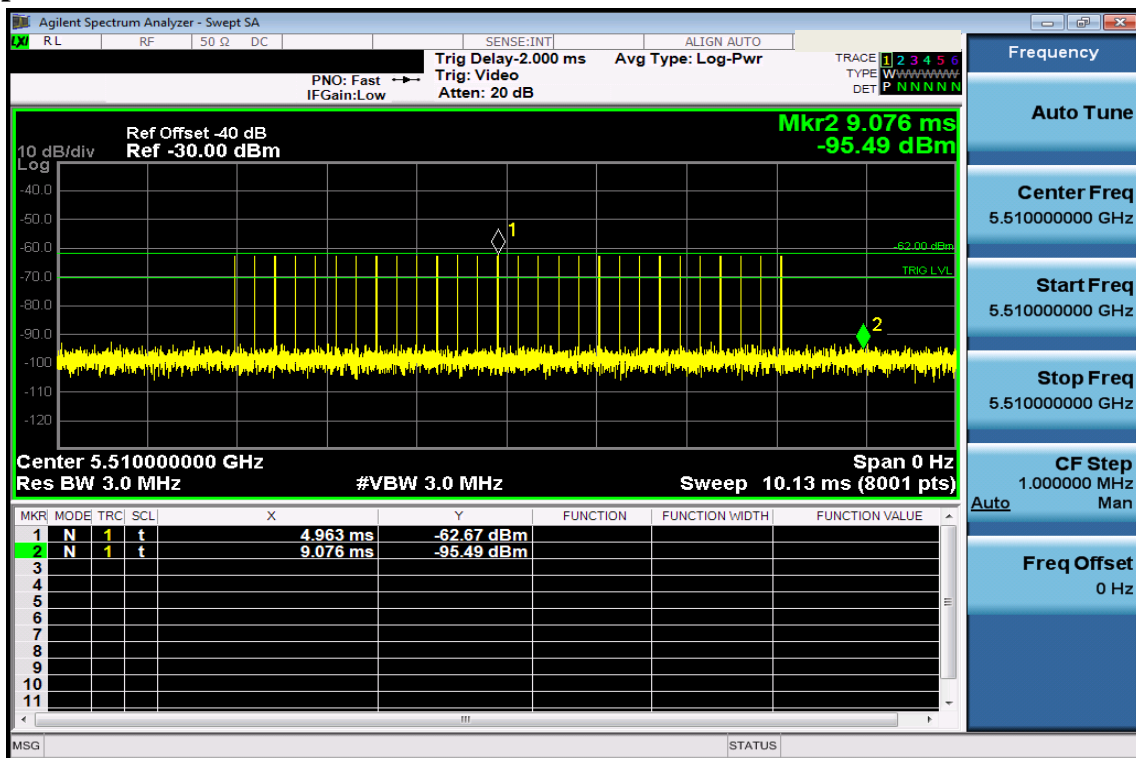 Agilent Spectrum Analyzer - Swept SA
LXI RL RF 50 Ω DC SENSE:INT ALIGN AUTO
Trig Delay-2.000 ms Avg Type: Log-Pwr TRACE 1 2 3 4 5 6
PNO: Fast Trig: Video TYPE WWWWWWW
IFGain:Low Atten: 20 dB DET P N N N N N
Mkr2 9.076 ms
-95.49 dBm
Ref Offset -40 dB
10 dB/div Ref -30.00 dBm
Log
-40.0
-50.0
1
-60.0
-62.00 dBm
-70.0
TRIG LVL
-80.0
-90.0
2
-100
-110
-120
Center 5.510000000 GHz Span 0 Hz
Res BW 3.0 MHz #VBW 3.0 MHz Sweep 10.13 ms (8001 pts)
MKR MODE TRC SCL X Y FUNCTION FUNCTION WIDTH FUNCTION VALUE
1 N 1 t 4.963 ms -62.67 dBm
2 N 1 t 9.076 ms -95.49 dBm
3
4
5
6
7
8
9
10
11
MSG STATUS
Frequency
Auto Tune
Center Freq
5.510000000 GHz
Start Freq
5.510000000 GHz
Stop Freq
5.510000000 GHz
CF Step
1.000000 MHz
Auto Man
Freq Offset
0 Hz